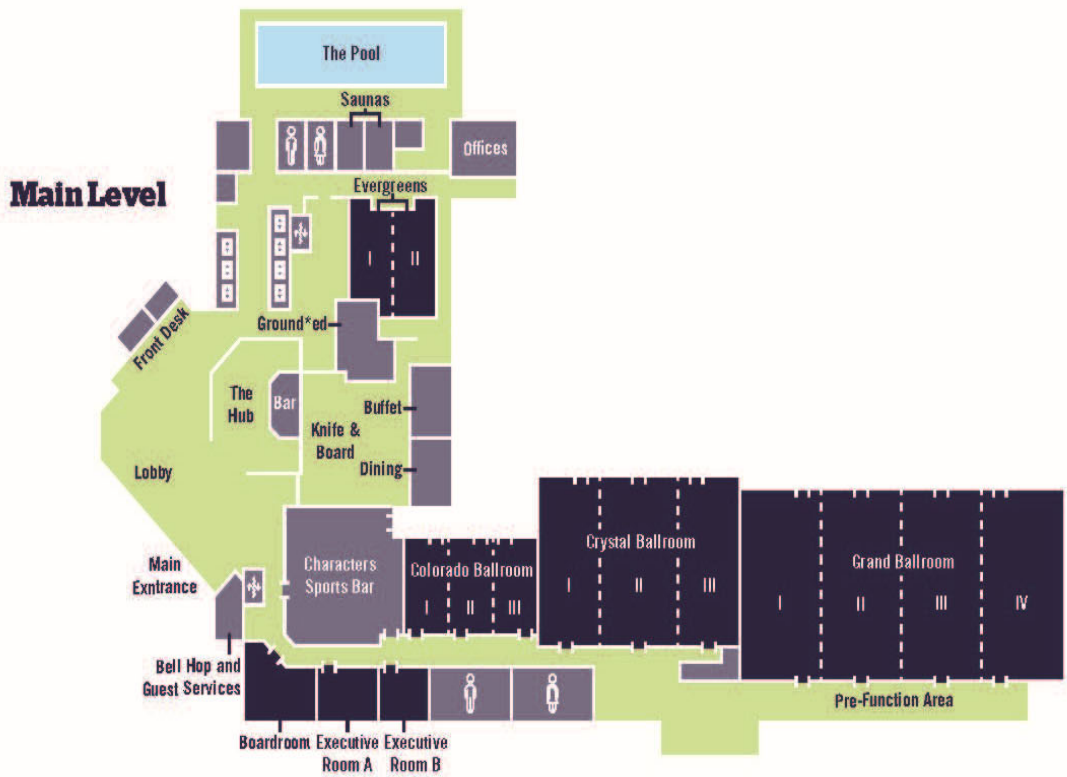 The Pool
Saunas
Offices
Main Level
Evergreens
I
II
Ground*ed
Front Desk
The
Hub
Bar
Buffet
Knife &
Board
Dining
Lobby
Main
Exntrance
Characters
Sports Bar
Colorado Ballroom
I
II
III
Crystal Ballroom
I
II
III
Grand Ballroom
I
II
III
IV
Bell Hop and
Guest Services
Pre-Function Area
Boardroom
Executive
Room A
Executive
Room B